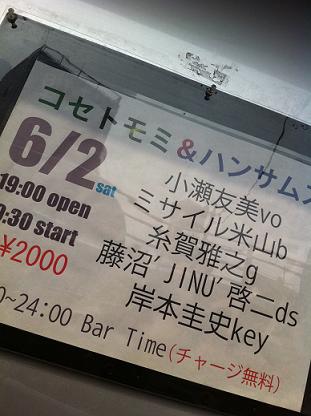 コセトモミ&ハンサムス
6/2 sat
19:00 open
9:30 start
¥2000
小瀬友美vo
ミサイル米山b
糸賀雅之g
藤沼'JINU'啓二ds
岸本圭史key
0~24:00 Bar Time(チャージ無料)